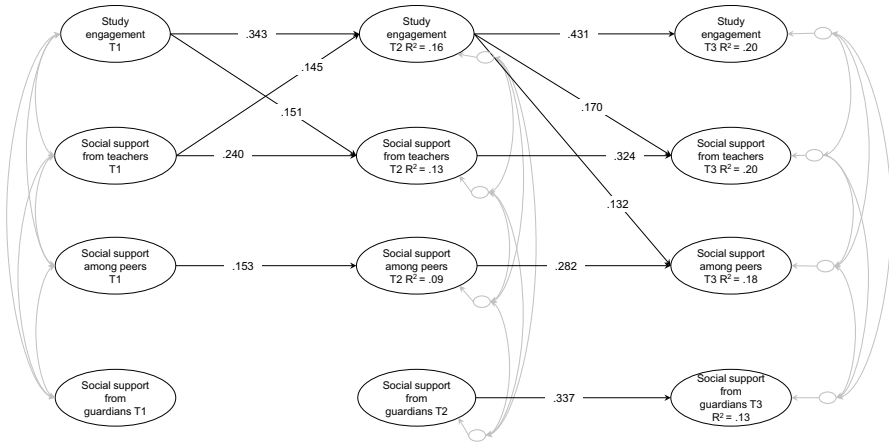 Study
engagement
T1
.343
Study
engagement
T2 R² = .16
.431
Study
engagement
T3 R² = .20
.145
.151
.170
Social support
from teachers
T1
.240
Social support
from teachers
T2 R² = .13
.324
Social support
from teachers
T3 R² = .20
.132
Social support
among peers
T1
.153
Social support
among peers
T2 R² = .09
.282
Social support
among peers
T3 R² = .18
Social support
from
guardians T1
Social support
from
guardians T2
.337
Social support
from
guardians T3
R² = .13